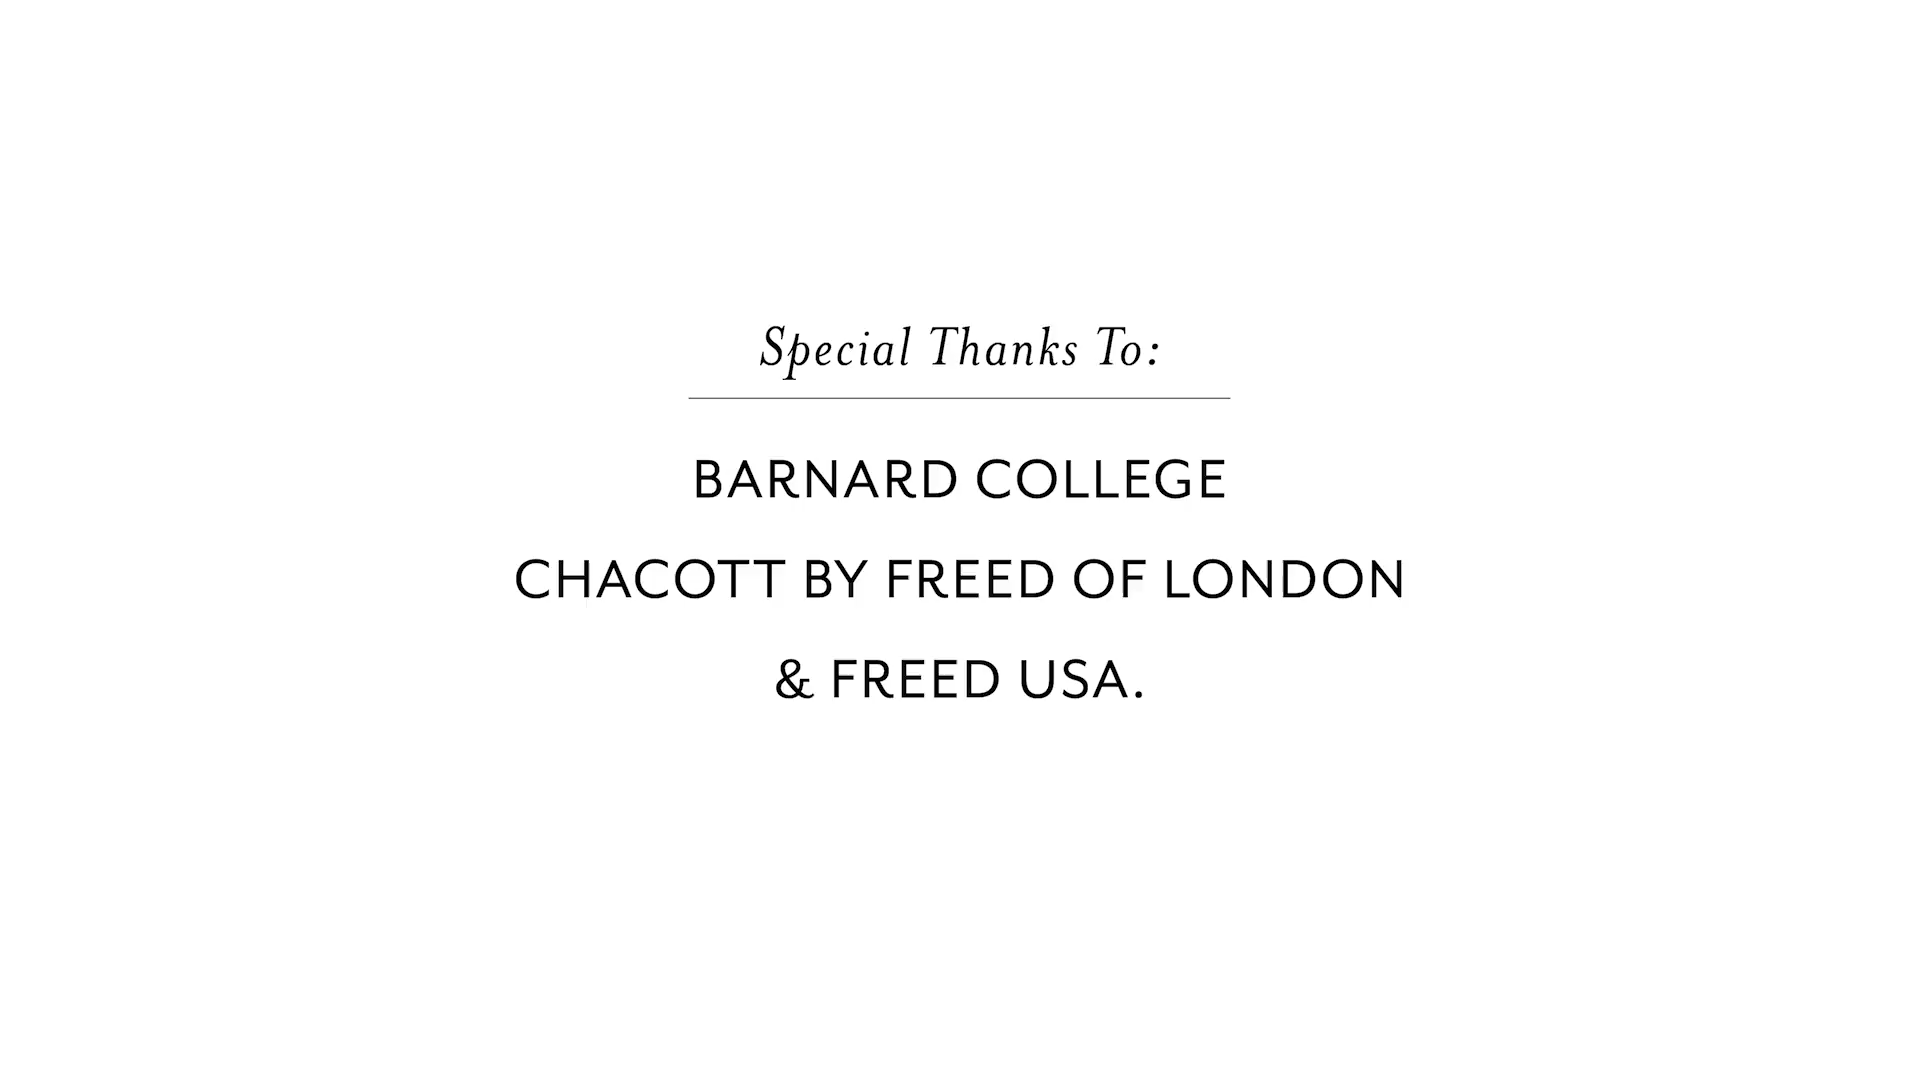 Special Thanks To:
BARNARD COLLEGE
CHACOTT BY FREED OF LONDON
& FREED USA.